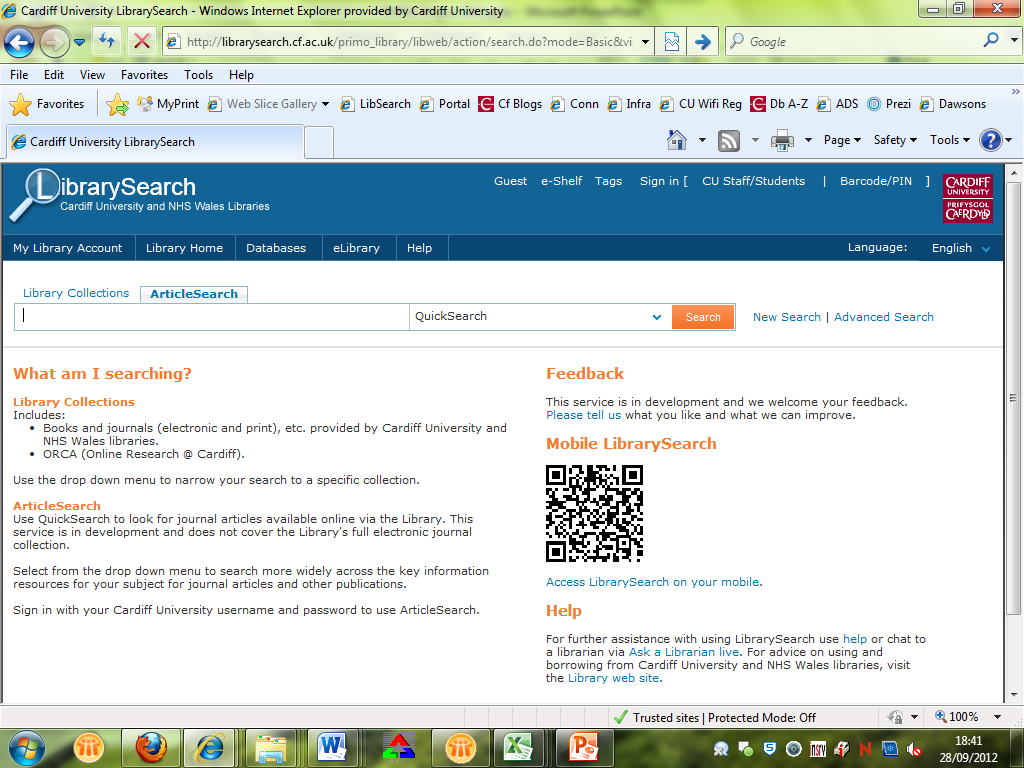 Cardiff University LibrarySearch - Windows Internet Explorer provided by Cardiff University
http://librarysearch.cf.ac.uk/primo_library/libweb/action/search.do?mode=Basic&vi
Google
File Edit View Favorites Tools Help
Favorites MyPrint Web Slice Gallery LibSearch Portal Cf Blogs Conn Infra CU Wifi Reg Db A-Z ADS Prezi Dawsons
Cardiff University LibrarySearch
Page Safety Tools
LibrarySearch
Cardiff University and NHS Wales Libraries
Guest e-Shelf Tags Sign in [ CU Staff/Students | Barcode/PIN ]
CARDIFF
UNIVERSITY
PRIFYSGOL
CAERDYDD
My Library Account Library Home Databases eLibrary Help Language: English
Library Collections ArticleSearch
QuickSearch Search New Search | Advanced Search
What am I searching?
Library Collections
Includes:
• Books and journals (electronic and print), etc. provided by Cardiff University and
NHS Wales libraries.
• ORCA (Online Research @ Cardiff).
Use the drop down menu to narrow your search to a specific collection.
ArticleSearch
Use QuickSearch to look for journal articles available online via the Library. This
service is in development and does not cover the Library's full electronic journal
collection.
Select from the drop down menu to search more widely across the key information
resources for your subject for journal articles and other publications.
Sign in with your Cardiff University username and password to use ArticleSearch.
Feedback
This service is in development and we welcome your feedback.
Please tell us what you like and what we can improve.
Mobile LibrarySearch
Access LibrarySearch on your mobile.
Help
For further assistance with using LibrarySearch use help or chat to
a librarian via Ask a Librarian live. For advice on using and
borrowing from Cardiff University and NHS Wales libraries, visit
the Library web site.
Trusted sites | Protected Mode: Off
100%
18:41
28/09/2012